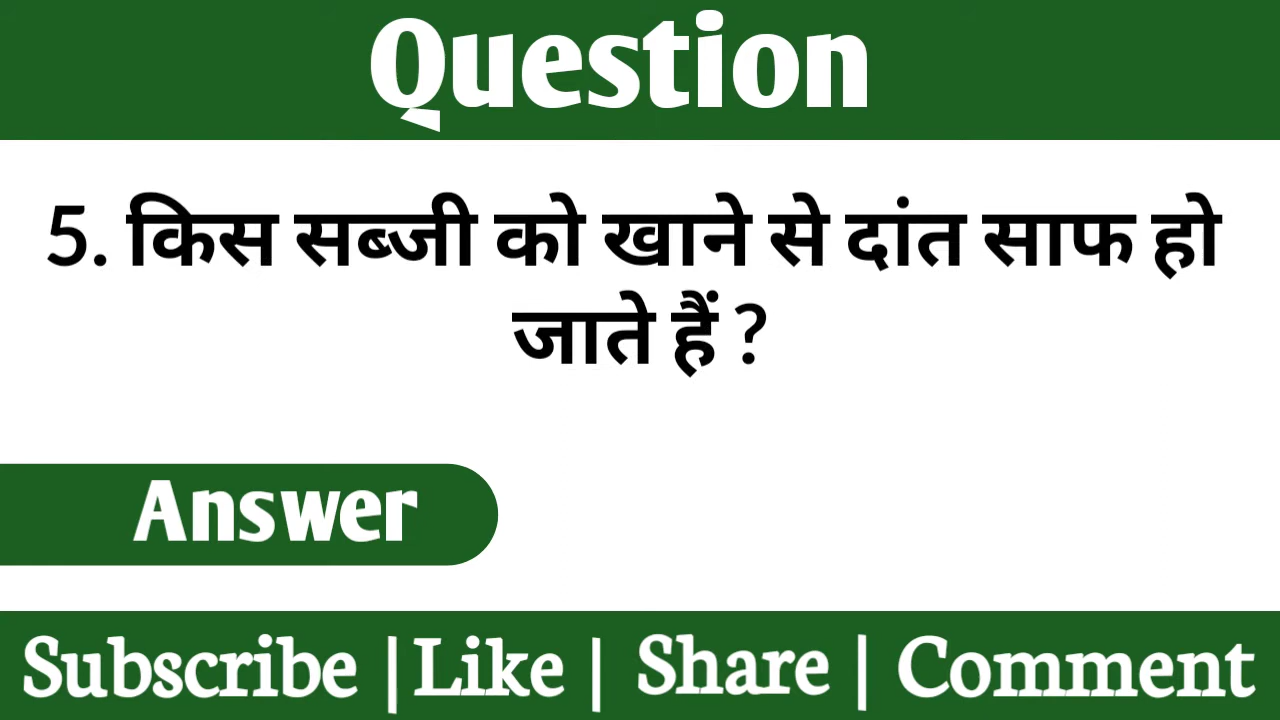 Question
5. किस सब्जी को खाने से दांत साफ हो
जाते हैं ?
Answer
Subscribe | Like | Share | Comment